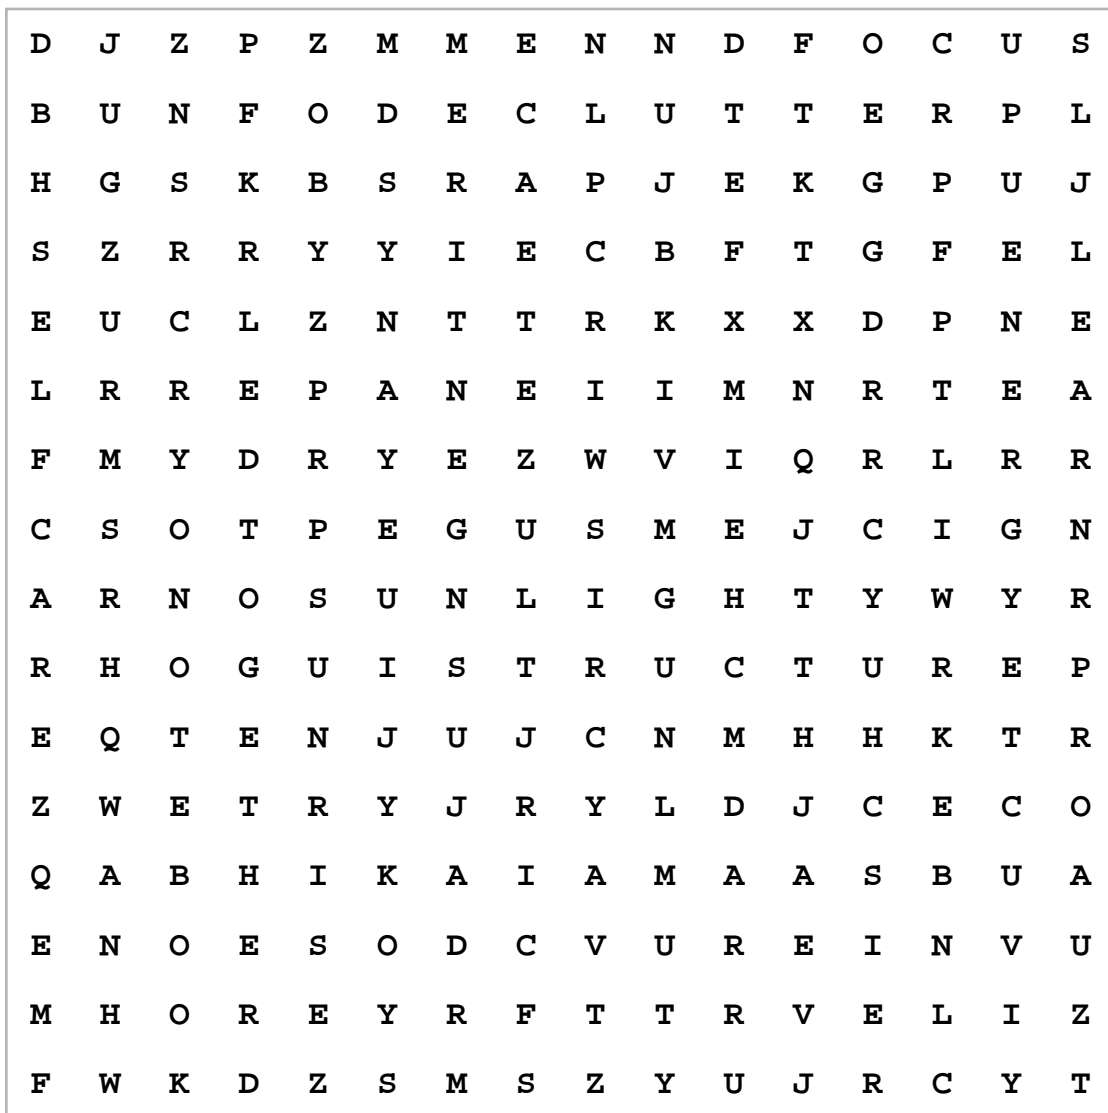 D J Z P Z M M E N N D F O C U S
B U N F O D E C L U T T E R P L
H G S K B S R A P J E K G P U J
S Z R R Y Y I E C B F T G F E L
E U C L Z N T T R K X X D P N E
L R R E P A N E I I M N R T E A
F M Y D R Y E Z W V I Q R L R R
C S O T P E G U S M E J C I G N
A R N O S U N L I G H T Y W Y R
R H O G U I S T R U C T U R E P
E Q T E N J U J C N M H H K T R
Z W E T R Y J R Y L D J C E C O
Q A B H I K A I A M A A S B U A
E N O E S O D C V U R E I N V U
M H O R E Y R F T T R V E L I Z
F W K D Z S M S Z Y U J R C Y T